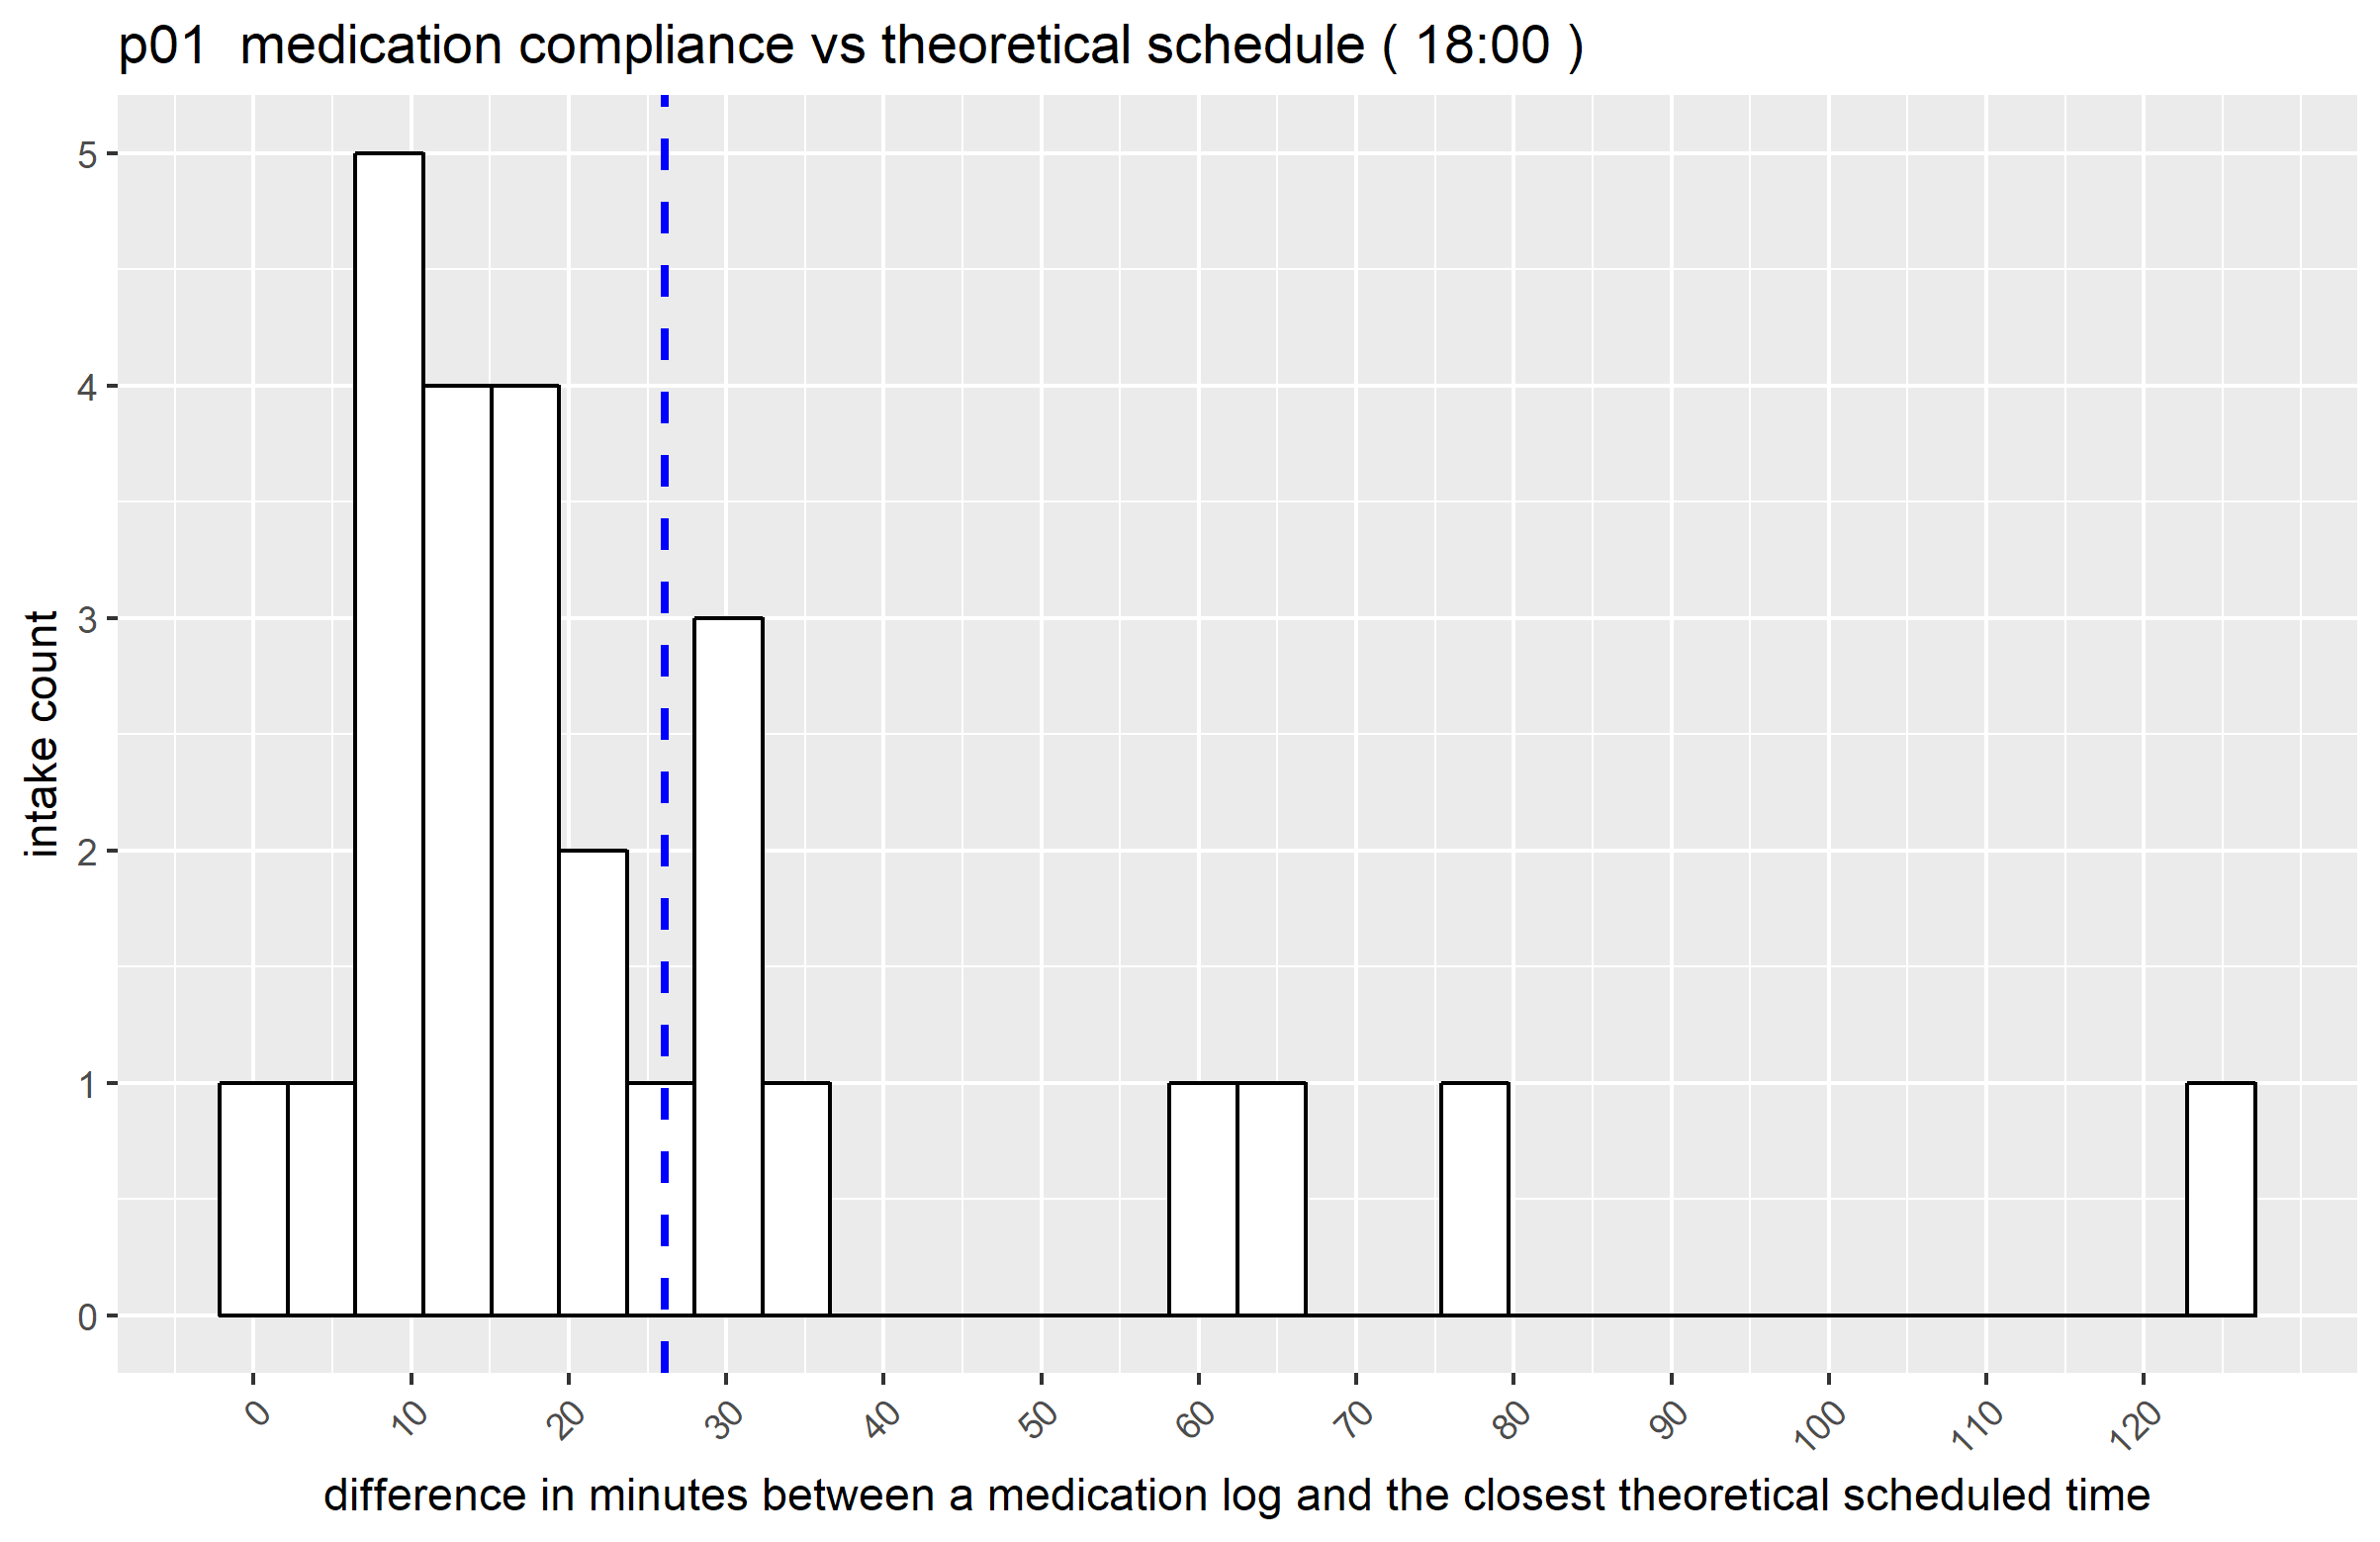 p01  medication compliance vs theoretical schedule ( 18:00 )
intake count
5
4
3
2
1
0
0 10 20 30 40 50 60 70 80 90 100 110 120
difference in minutes between a medication log and the closest theoretical scheduled time